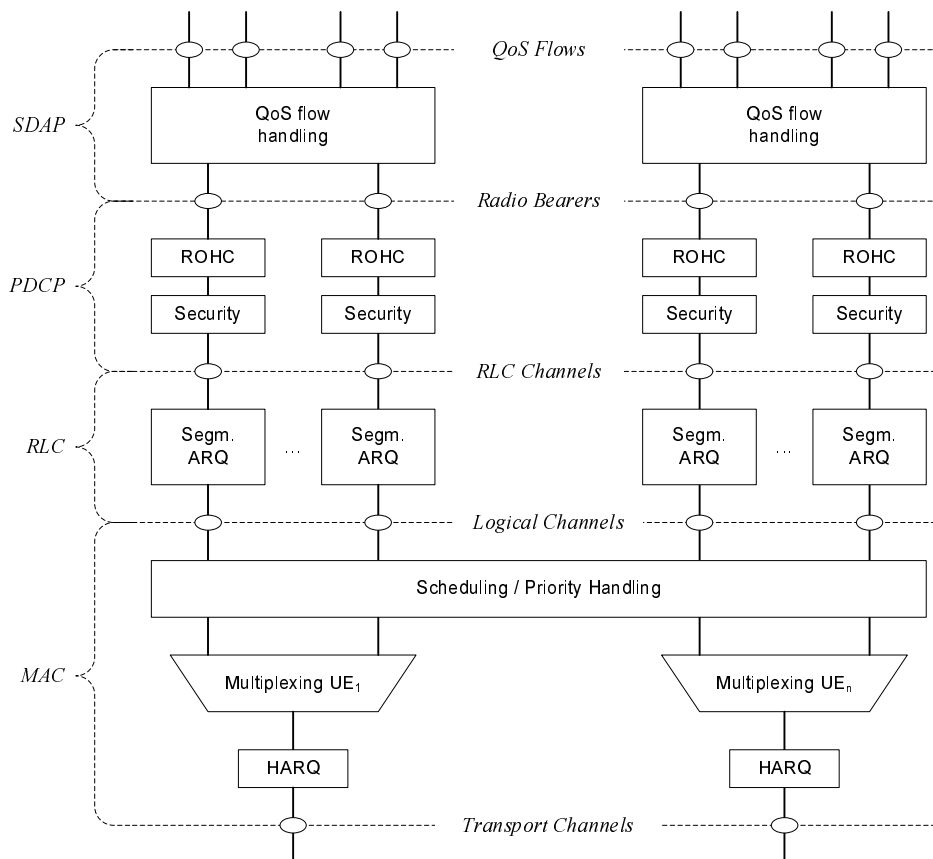 QoS Flows
SDAP
QoS flow
handling
QoS flow
handling
Radio Bearers
PDCP
ROHC
ROHC
ROHC
ROHC
Security
Security
Security
Security
RLC Channels
RLC
Segm.
ARQ
...
Segm.
ARQ
Segm.
ARQ
...
Segm.
ARQ
Logical Channels
MAC
Scheduling / Priority Handling
Multiplexing UE₁
Multiplexing UEₙ
HARQ
HARQ
Transport Channels